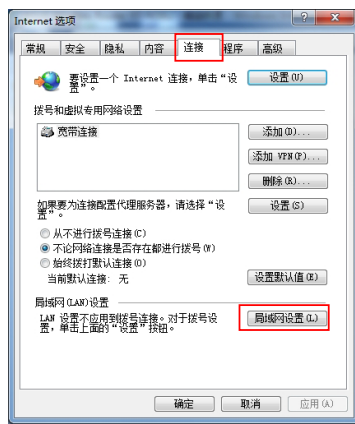 Internet 选项
常规 安全 隐私 内容 连接 程序 高级
要设置一个 Internet 连接，单击“设置”。
设置(U)
拨号和虚拟专用网络设置
宽带连接
添加(D)...
添加 VPN(P)...
删除(R)...
如果要为连接配置代理服务器，请选择“设置”。
设置(S)
从不进行拨号连接(C)
不论网络连接是否存在都进行拨号(W)
始终拨打默认连接(O)
当前默认连接： 无
设置默认值(E)
局域网(LAN)设置
LAN 设置不应用到拨号连接。对于拨号设置，单击上面的“设置”按钮。
局域网设置(L)
确定 取消 应用(A)